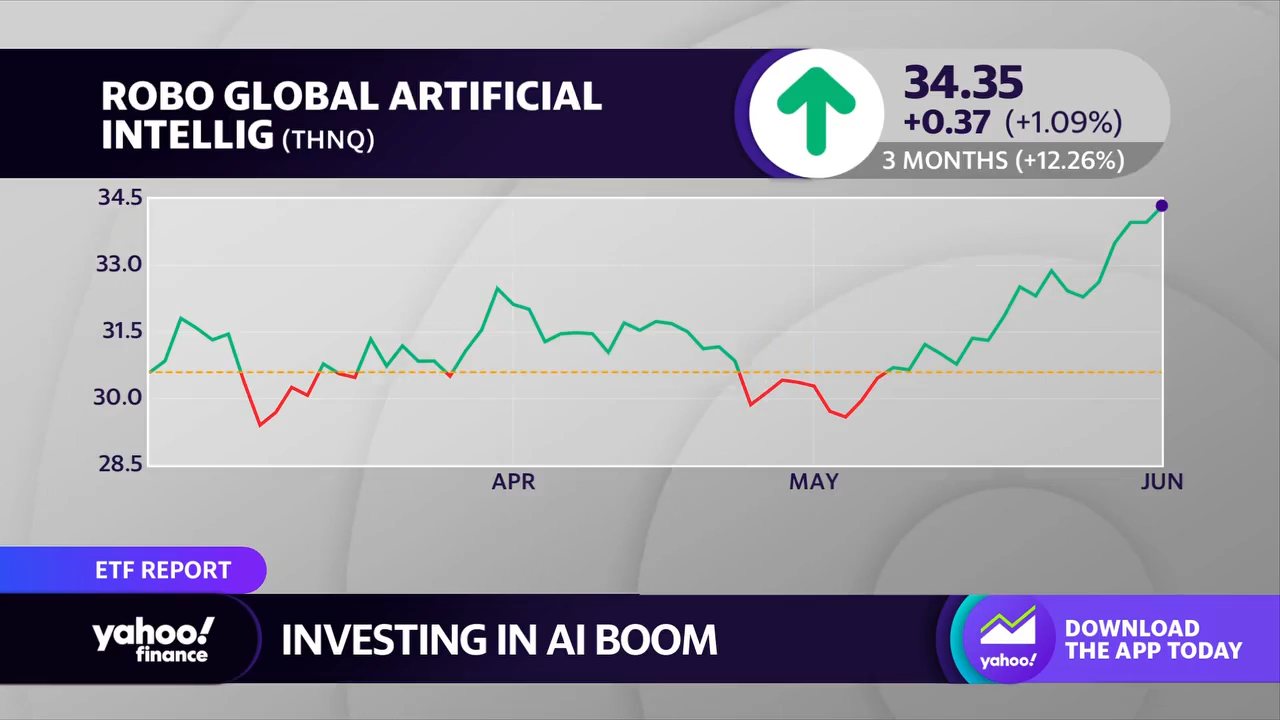 ROBO GLOBAL ARTIFICIAL
INTELLIG (THNQ)
34.35
+0.37 (+1.09%)
3 MONTHS (+12.26%)
34.5
33.0
31.5
30.0
28.5
APR MAY JUN
ETF REPORT
yahoo!
finance
INVESTING IN AI BOOM
yahoo!
DOWNLOAD
THE APP TODAY